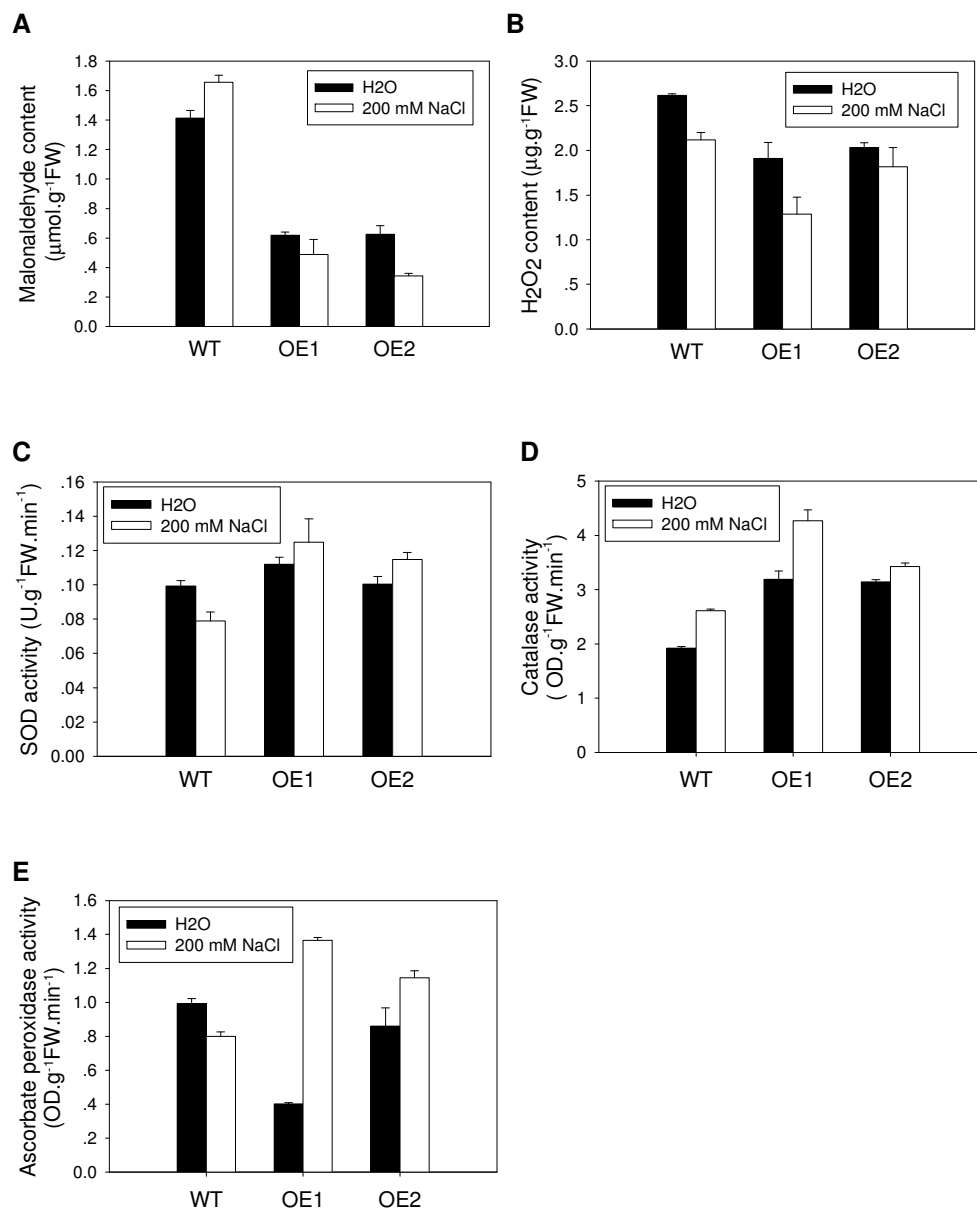 A
Malonaldehyde content
(μmol.g⁻¹FW)
1.8
1.6
1.4
1.2
1.0
.8
.6
.4
.2
0.0
H2O
200 mM NaCl
WT OE1 OE2
B
H2O2 content (μg.g⁻¹FW)
3.0
2.5
2.0
1.5
1.0
.5
0.0
H2O
200 mM NaCl
WT OE1 OE2
C
SOD activity (U.g⁻¹FW.min⁻¹)
.16
.14
.12
.10
.08
.06
.04
.02
0.00
H2O
200 mM NaCl
WT OE1 OE2
D
Catalase activity
( OD.g⁻¹FW.min⁻¹)
5
4
3
2
1
0
H2O
200 mM NaCl
WT OE1 OE2
E
Ascorbate peroxidase activity
(OD.g⁻¹FW.min⁻¹)
1.6
1.4
1.2
1.0
.8
.6
.4
.2
0.0
H2O
200 mM NaCl
WT OE1 OE2